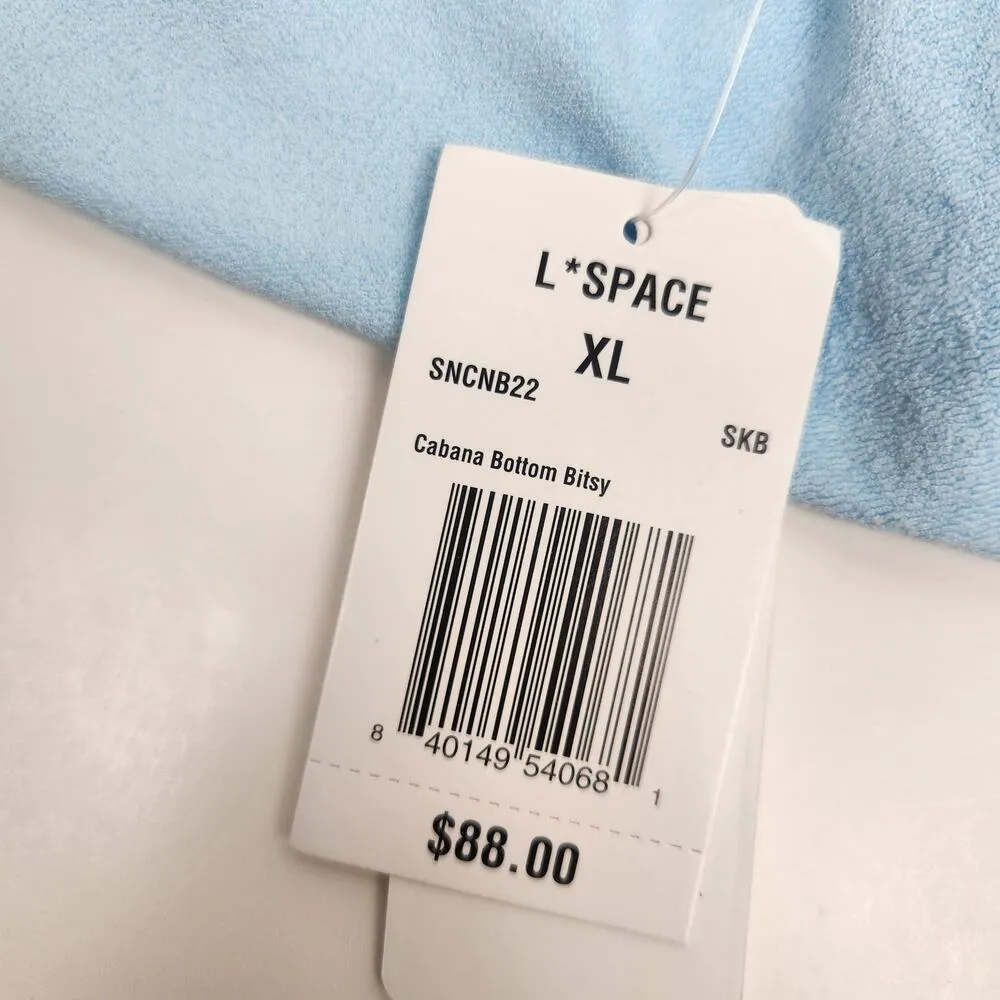 L*SPACE
XL
SNCNB22
SKB
Cabana Bottom Bitsy
8 40149 54068 1
$88.00